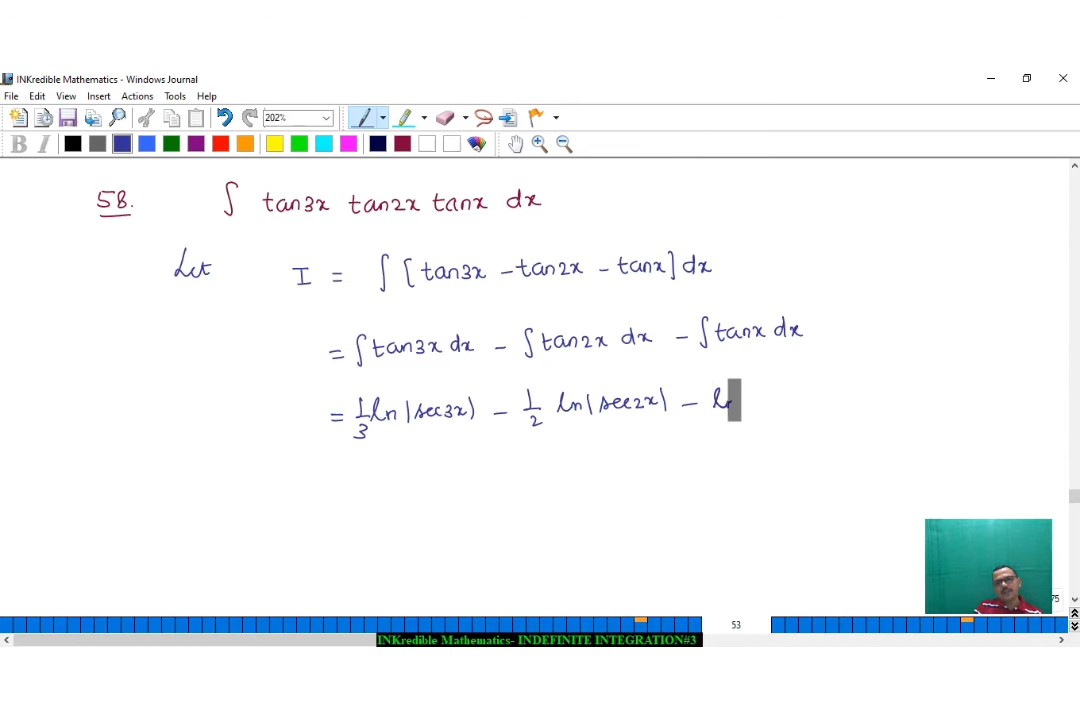 INKredible Mathematics - Windows Journal
File Edit View Insert Actions Tools Help
202%
B I
58. ∫ tan3x tan2x tanx dx
Let I = ∫ [tan3x - tan2x - tanx] dx
= ∫ tan3x dx - ∫ tan2x dx - ∫ tanx dx
= 1/3 ln |sec3x| - 1/2 ln |sec2x| - ln
75
53
INKredible Mathematics- INDEFINITE INTEGRATION#3